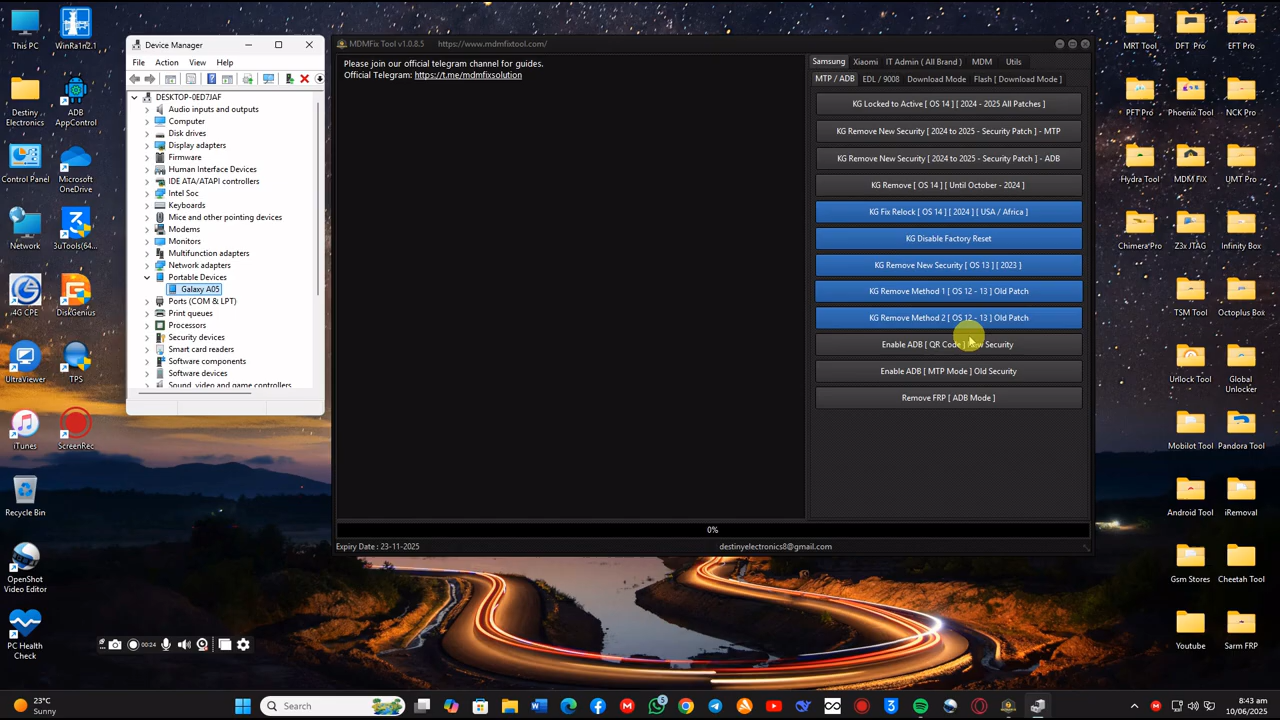 This PC
WinRa1n2.1
Destiny
Electronics
ADB
AppControl
Control Panel
Microsoft
OneDrive
Network
3uTools(64...
i4G CPE
DiskGenius
UltraViewer
TPS
iTunes
ScreenRec
Recycle Bin
OpenShot
Video Editor
PC Health
Check
Device Manager
File Action View Help
DESKTOP-0ED7JAF
Audio inputs and outputs
Computer
Disk drives
Display adapters
Firmware
Human Interface Devices
IDE ATA/ATAPI controllers
Intel Soc
Keyboards
Mice and other pointing devices
Modems
Monitors
Multifunction adapters
Network adapters
Portable Devices
Galaxy A05
Ports (COM & LPT)
Print queues
Processors
Security devices
Smart card readers
Software components
Software devices
Sound, video and game controllers
00:24
MDMFix Tool v1.0.8.5 https://www.mdmfixtool.com/
Please join our official telegram channel for guides.
Official Telegram: https://t.me/mdmfixsolution
Samsung Xiaomi IT Admin ( All Brand ) MDM Utils
MTP / ADB EDL / 9008 Download Mode Download Mode ]
Locked to Active [ OS 14 ] [ 2024 - 2025 All Patches ]
KG Remove New Security [ 2024 to 2025 - Security Patch ] - MTP
KG Remove New Security [ 2024 to 2025 - Security Patch ] - ADB
KG Remove [ OS 14 ] [ Until October - 2024 ]
KG Fix Relock [ OS 14 ] [ 2024 ] [ USA / Africa ]
KG Disable Factory Reset
KG Remove New Security [ OS 13 ] [ 2023 ]
KG Remove Method 1 [ OS 12 - 13 ] Old Patch
KG Remove Method 2 [ OS 12 - 13 ] Old Patch
Enable ADB [ QR Code ] New Security
Enable ADB [ MTP Mode ] Old Security
Remove FRP [ ADB Mode ]
0%
Expiry Date : 23-11-2025 destinyelectronics8@gmail.com
MRT Tool DFT Pro EFT Pro
PFT Pro Phoenix NCK Pro
Hydra Tool MDM FIX UMT Pro
Chimera Pro Z3x JTAG Infinity Box
TSM Tool Octoplus Box
Urllock Tool Global
Unlocker
Mobilot Tool Pandora Tool
Android Tool iRemoval
Gsm Stores Cheetah Tool
Youtube Sarm FRP
23°C
Sunny
Search
5
8:43 am
10/06/2025